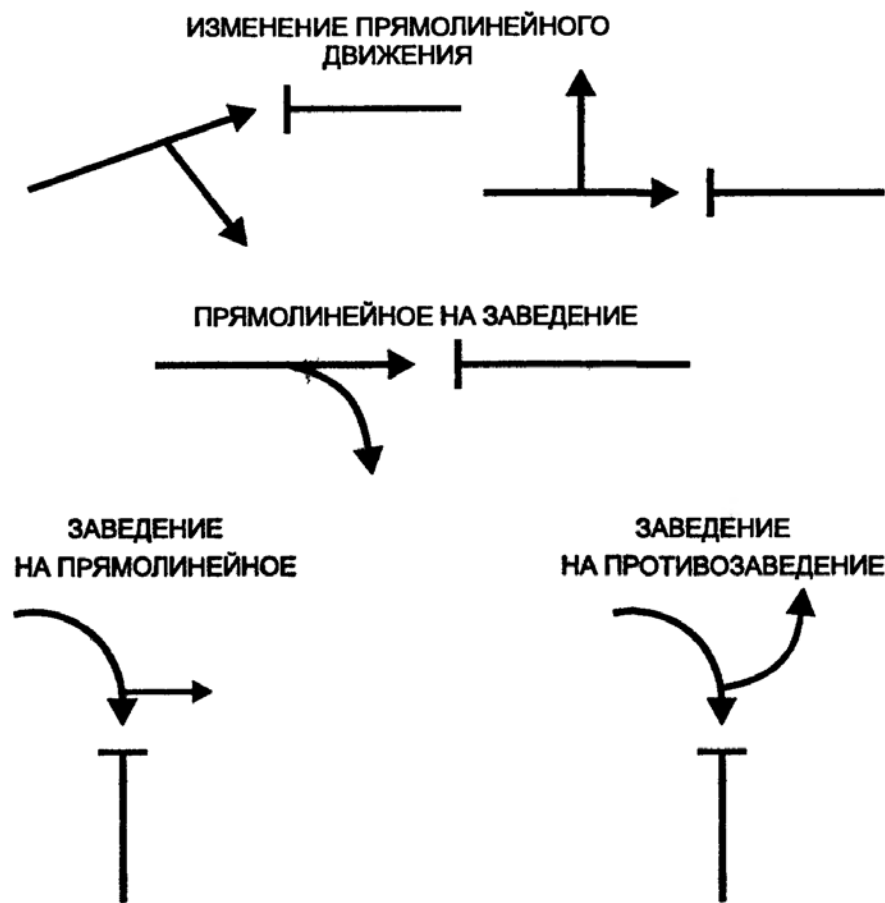 ИЗМЕНЕНИЕ ПРЯМОЛИНЕЙНОГО
ДВИЖЕНИЯ
ПРЯМОЛИНЕЙНОЕ НА ЗАВЕДЕНИЕ
ЗАВЕДЕНИЕ
НА ПРЯМОЛИНЕЙНОЕ
ЗАВЕДЕНИЕ
НА ПРОТИВОЗАВЕДЕНИЕ